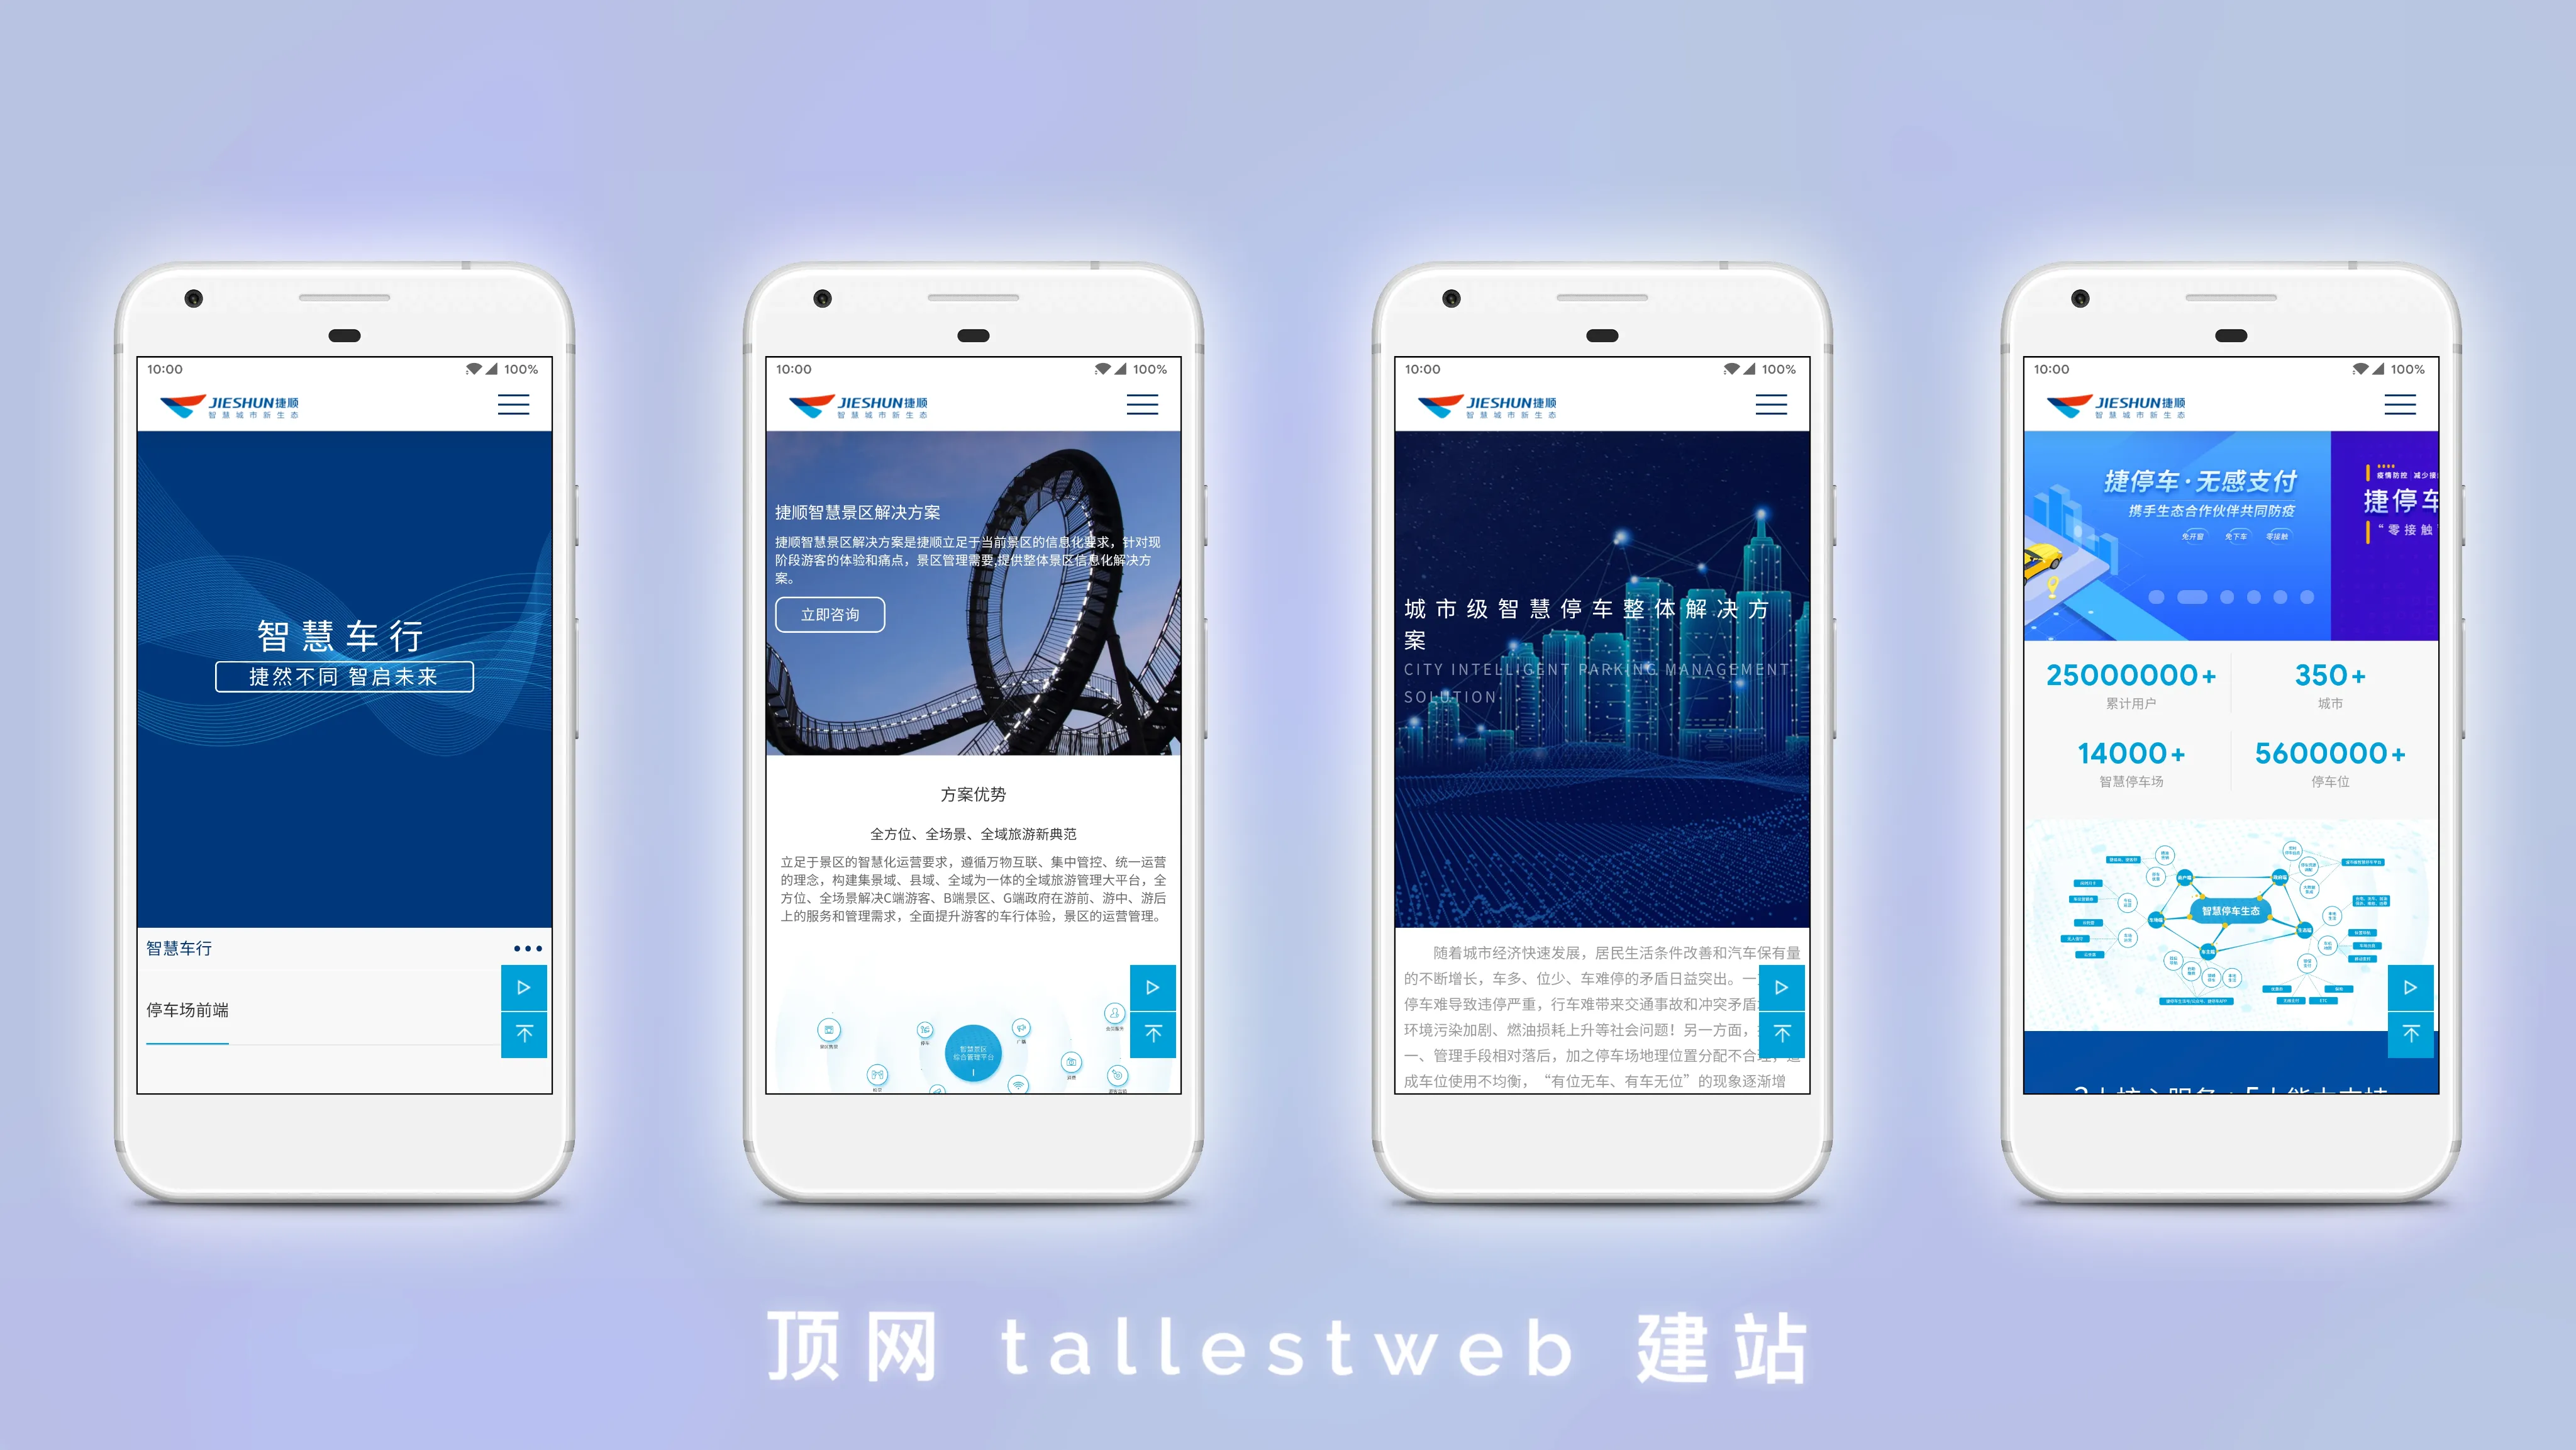 10:00
100%
JIESHUN捷顺
智慧城市新生态
智慧车行
捷然不同 智启未来
智慧车行
停车场前端
10:00
100%
JIESHUN捷顺
智慧城市新生态
捷顺智慧景区解决方案
捷顺智慧景区解决方案是捷顺立足于当前景区的信息化要求，针对现
阶段游客的体验和痛点，景区管理需要,提供整体景区信息化解决方
案。
立即咨询
方案优势
全方位、全场景、全域旅游新典范
立足于景区的智慧化运营要求，遵循万物互联、集中管控、统一运营
的理念，构建集景域、县域、全域为一体的全域旅游管理大平台，全
方位、全场景解决C端游客、B端景区、G端政府在游前、游中、游后
上的服务和管理需求，全面提升游客的车行体验，景区的运营管理。
智慧景区
综合管理平台
停车
广播
10:00
100%
JIESHUN捷顺
智慧城市新生态
城市级智慧停车整体解决方
案
CITY INTELLIGENT PARKING MANAGEMENT
SOLUTION
随着城市经济快速发展，居民生活条件改善和汽车保有量
的不断增长，车多、位少、车难停的矛盾日益突出。一
停车难导致违停严重，行车难带来交通事故和冲突矛盾
环境污染加剧、燃油损耗上升等社会问题！另一方面，
一、管理手段相对落后，加之停车场地理位置分配不合理，造
成车位使用不均衡，“有位无车、有车无位”的现象逐渐增
10:00
100%
JIESHUN捷顺
智慧城市新生态
捷停车·无感支付
携手生态合作伙伴共同防疫
免开窗 免下车 零接触
疫情防控 减少接
捷停车
“零接触
25000000+
累计用户
350+
城市
14000+
智慧停车场
5600000+
停车位
智慧停车生态
顶网 tallestweb 建站